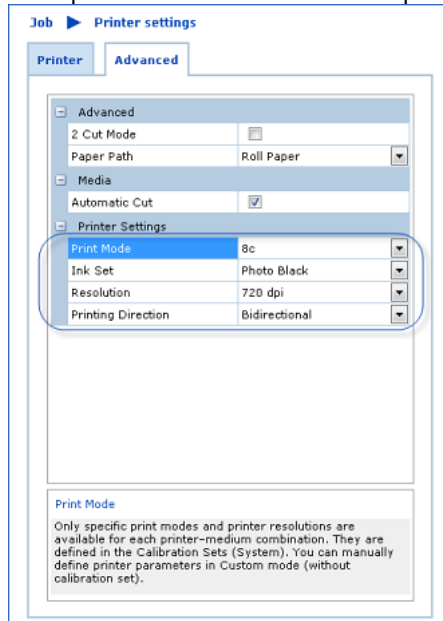 Job Printer settings
Printer Advanced
Advanced
2 Cut Mode
Paper Path Roll Paper
Media
Automatic Cut
Printer Settings
Print Mode 8c
Ink Set Photo Black
Resolution 720 dpi
Printing Direction Bidirectional
Print Mode
Only specific print modes and printer resolutions are
available for each printer-medium combination. They are
defined in the Calibration Sets (System). You can manually
define printer parameters in Custom mode (without
calibration set).